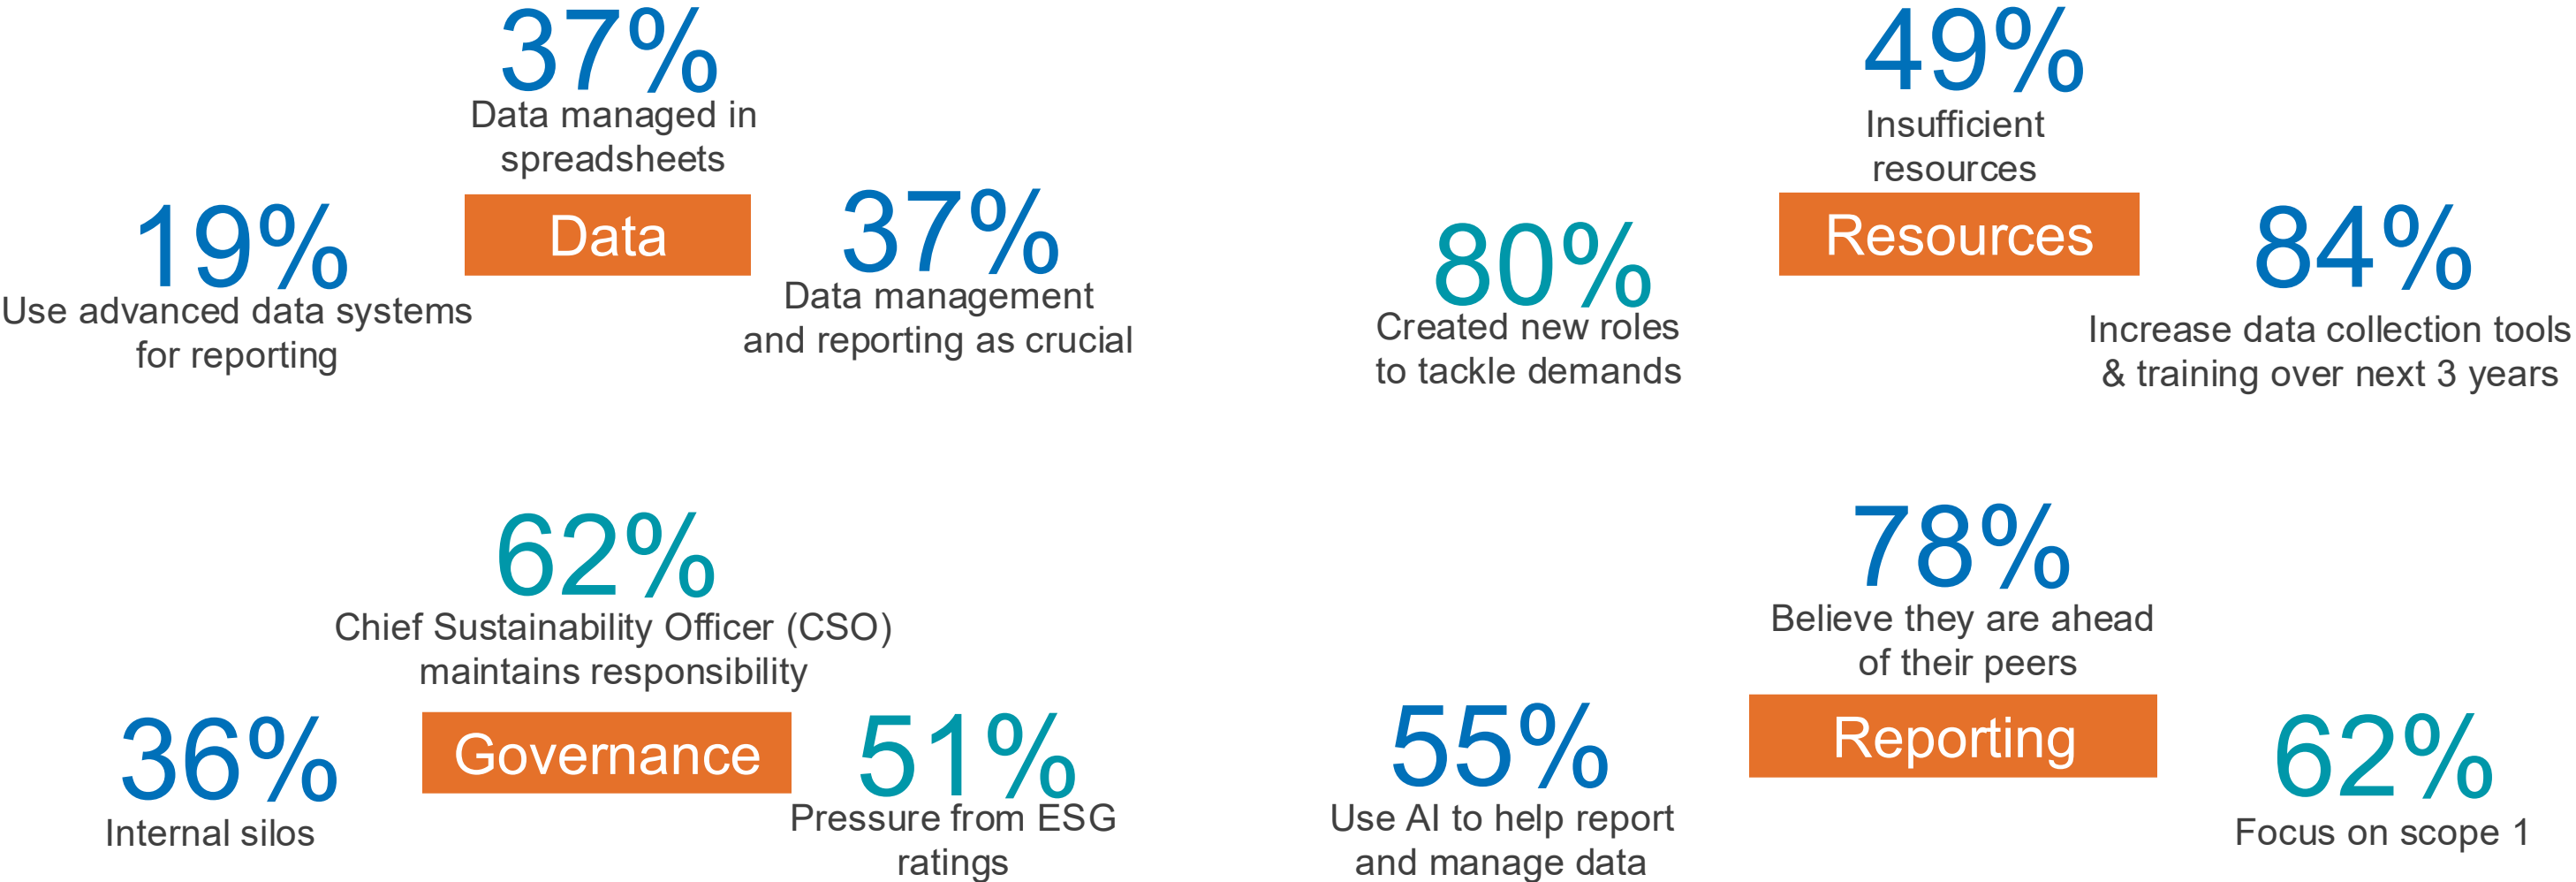 37%
Data managed in
spreadsheets
19%
Use advanced data systems
for reporting
Data
37%
Data management
and reporting as crucial
49%
Insufficient
resources
80%
Created new roles
to tackle demands
Resources
84%
Increase data collection tools
& training over next 3 years
62%
Chief Sustainability Officer (CSO)
maintains responsibility
36%
Internal silos
Governance
51%
Pressure from ESG
ratings
78%
Believe they are ahead
of their peers
55%
Use AI to help report
and manage data
Reporting
62%
Focus on scope 1